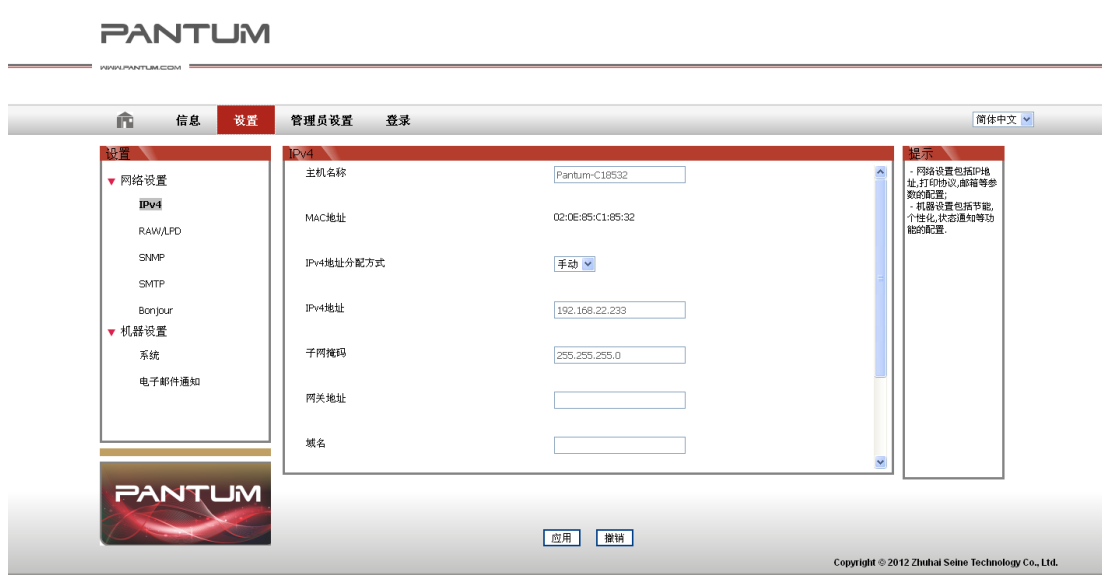 PANTUM
WWW.PANTUM.COM
信息 设置 管理员设置 登录 简体中文
设置
网络设置
IPv4
RAW/LPD
SNMP
SMTP
Bonjour
机器设置
系统
电子邮件通知
PANTUM
IPv4
主机名称 Pantum-C18532
MAC地址 02:0E:85:C1:85:32
IPv4地址分配方式 手动
IPv4地址 192.168.22.233
子网掩码 255.255.255.0
网关地址
域名
提示
- 网络设置包括IP地
址,打印协议,邮箱等参
数的配置;
- 机器设置包括节能,
个性化,状态通知等功
能的配置.
应用 撤销
Copyright © 2012 Zhuhai Seine Technology Co., Ltd.